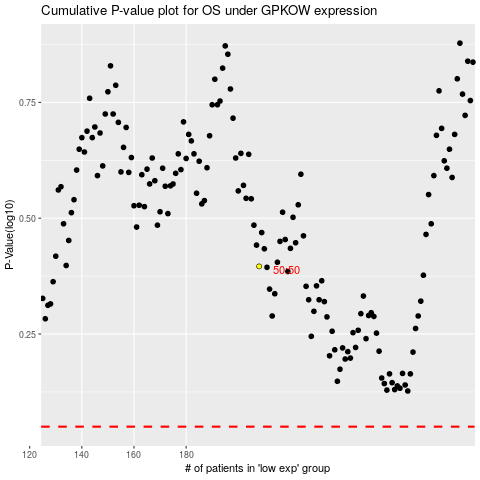 Cumulative P-value plot for OS under GPKOW expression
P-Value(log10)
0.75
0.50
0.25
50:50
120 140 160 180
# of patients in 'low exp' group